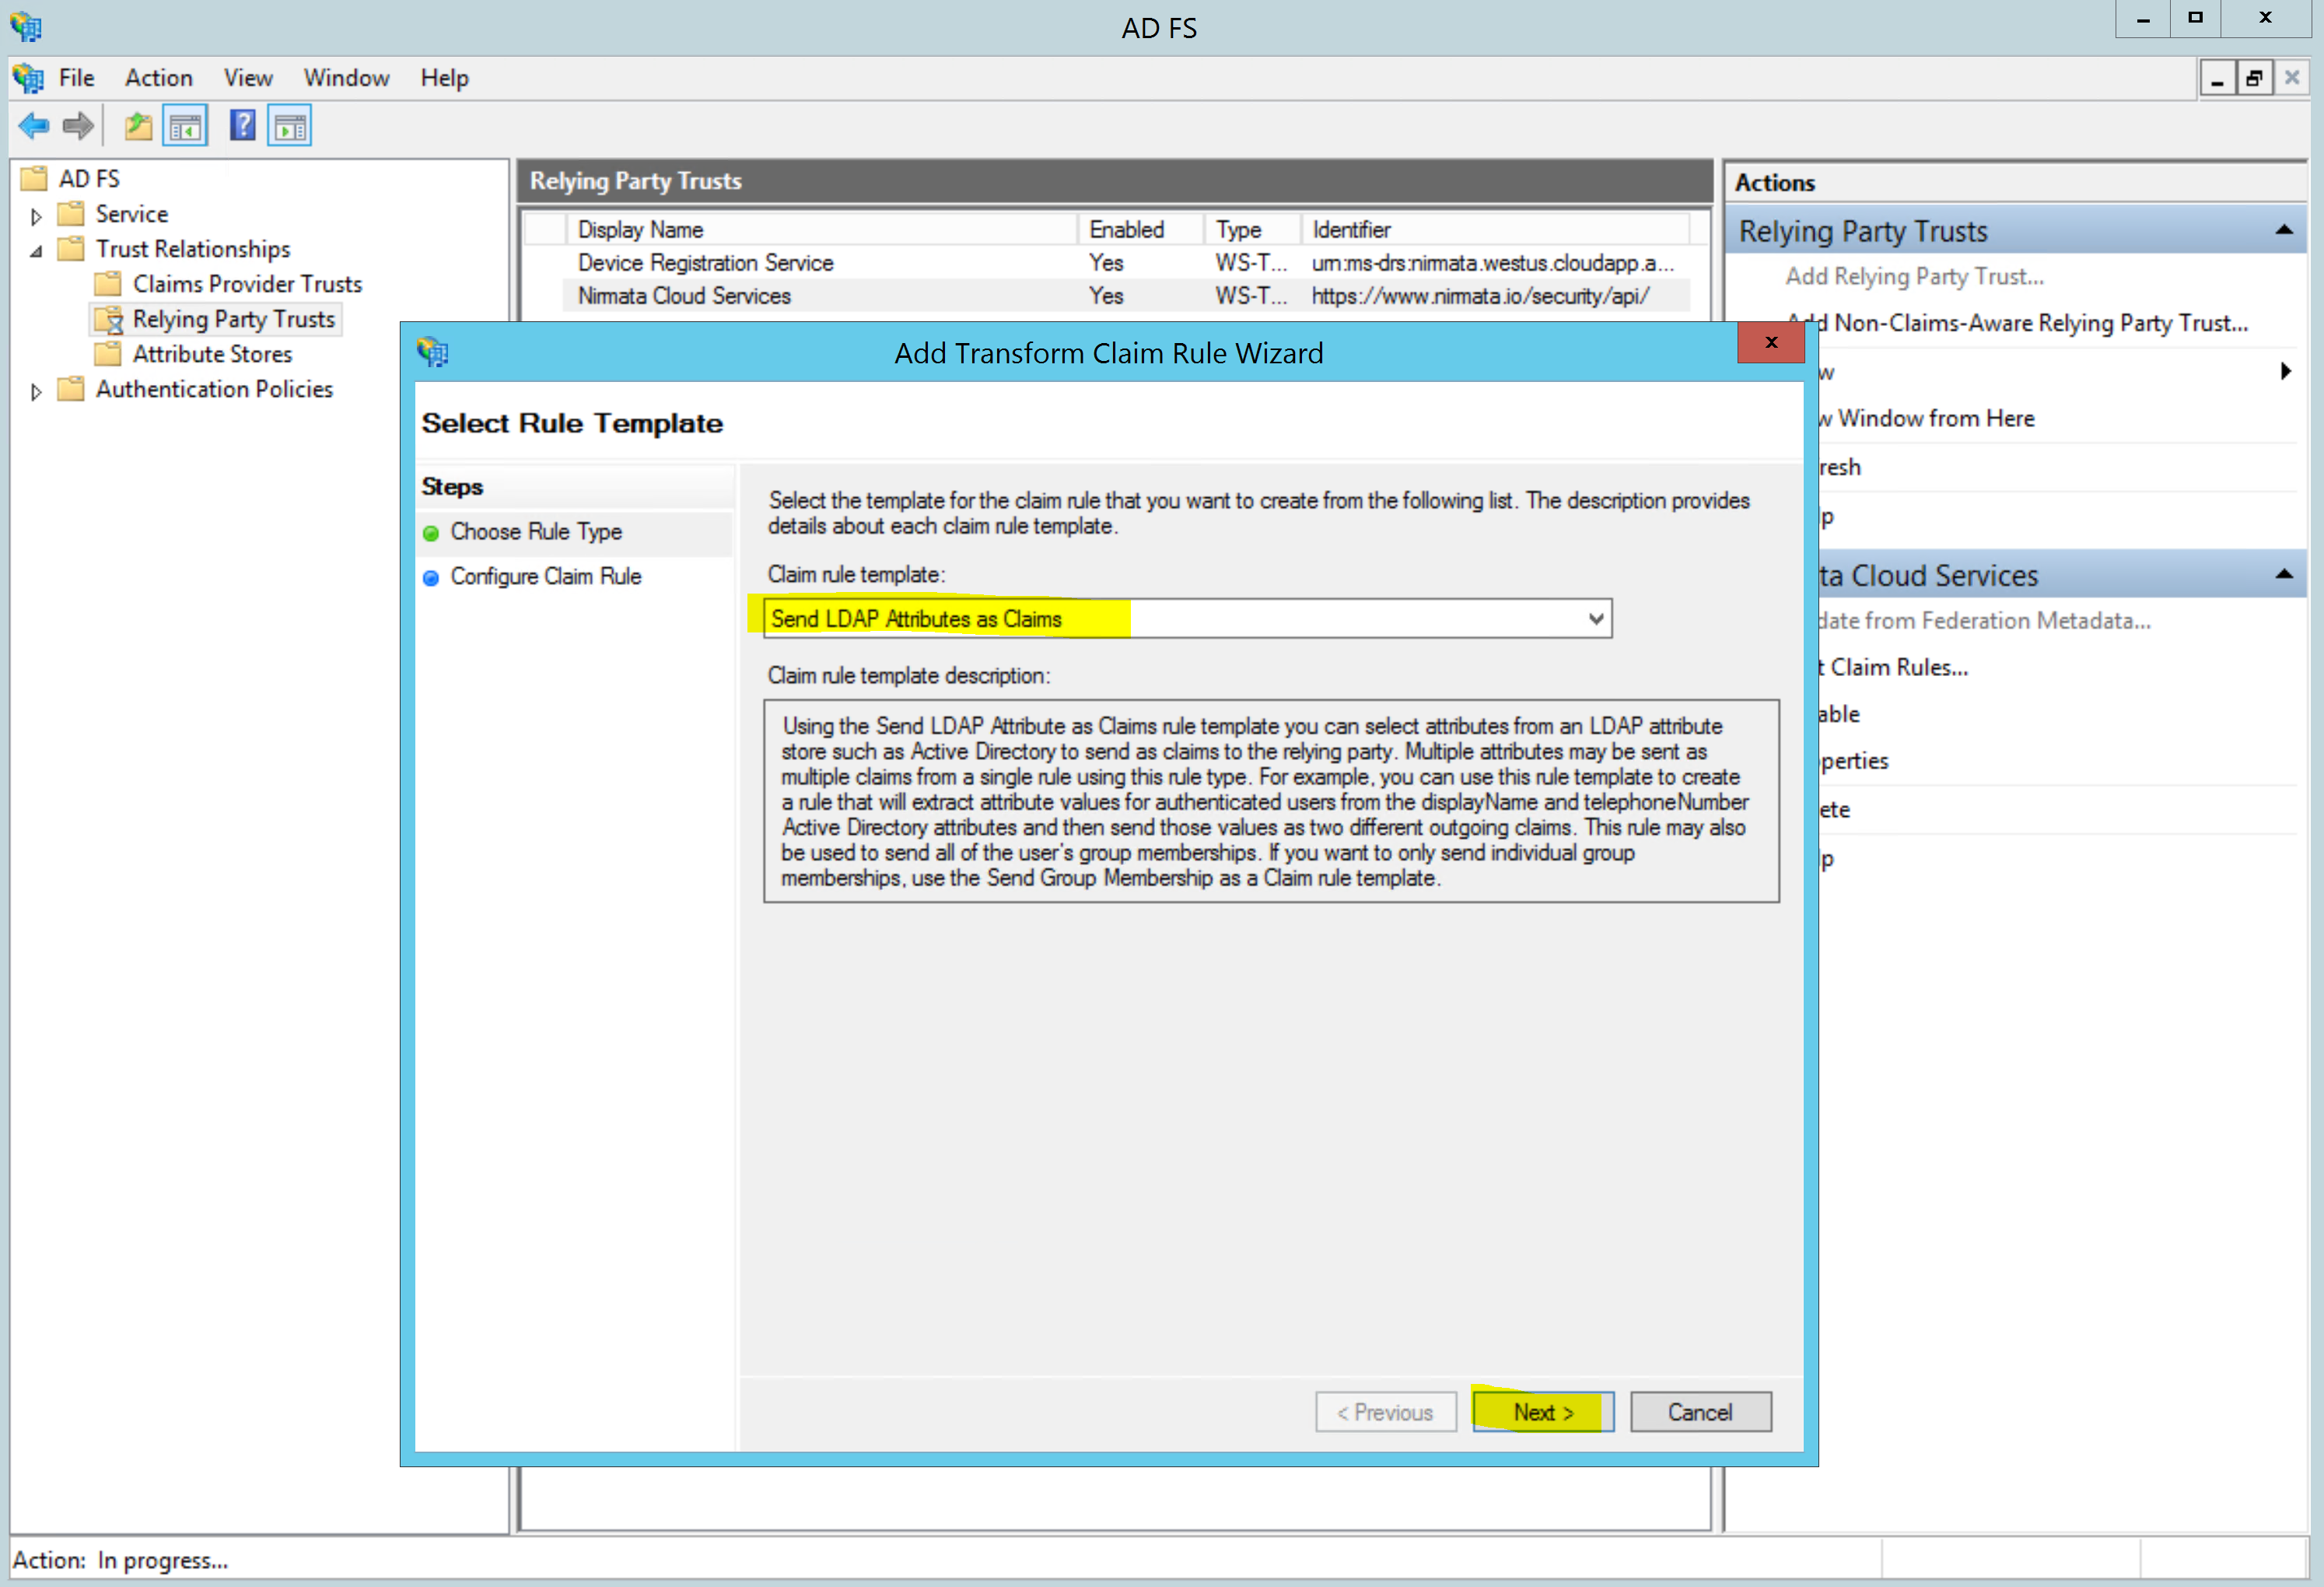 AD FS
File Action View Window Help
AD FS
Service
Trust Relationships
Claims Provider Trusts
Relying Party Trusts
Attribute Stores
Authentication Policies
Relying Party Trusts
Display Name Enabled Type Identifier
Device Registration Service Yes WS-T... urn:ms-drs:nirmata.westus.cloudapp.a...
Nirmata Cloud Services Yes WS-T... https://www.nirmata.io/security/api/
Actions
Relying Party Trusts
Add Relying Party Trust...
Add Non-Claims-Aware Relying Party Trust...
w
w Window from Here
resh
lp
ta Cloud Services
date from Federation Metadata...
t Claim Rules...
able
perties
ete
lp
Add Transform Claim Rule Wizard
Select Rule Template
Steps
Choose Rule Type
Configure Claim Rule
Select the template for the claim rule that you want to create from the following list. The description provides
details about each claim rule template.
Claim rule template:
Send LDAP Attributes as Claims
Claim rule template description:
Using the Send LDAP Attribute as Claims rule template you can select attributes from an LDAP attribute
store such as Active Directory to send as claims to the relying party. Multiple attributes may be sent as
multiple claims from a single rule using this rule type. For example, you can use this rule template to create
a rule that will extract attribute values for authenticated users from the displayName and telephoneNumber
Active Directory attributes and then send those values as two different outgoing claims. This rule may also
be used to send all of the user's group memberships. If you want to only send individual group
memberships, use the Send Group Membership as a Claim rule template.
< Previous Next > Cancel
Action: In progress...